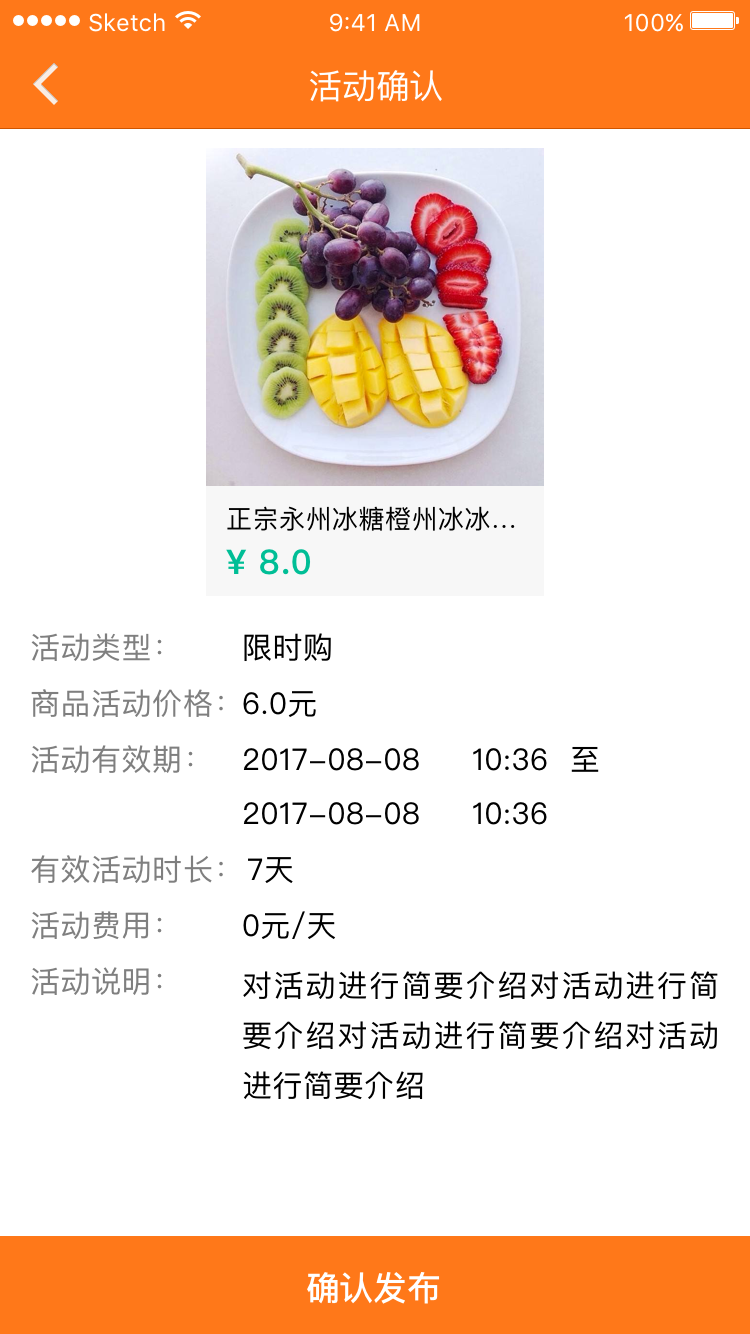 Sketch 9:41 AM 100%
活动确认
正宗永州冰糖橙州冰冰...
¥ 8.0
活动类型： 限时购
商品活动价格： 6.0元
活动有效期： 2017-08-08 10:36 至
2017-08-08 10:36
有效活动时长： 7天
活动费用： 0元/天
活动说明： 对活动进行简要介绍对活动进行简
要介绍对活动进行简要介绍对活动
进行简要介绍
确认发布